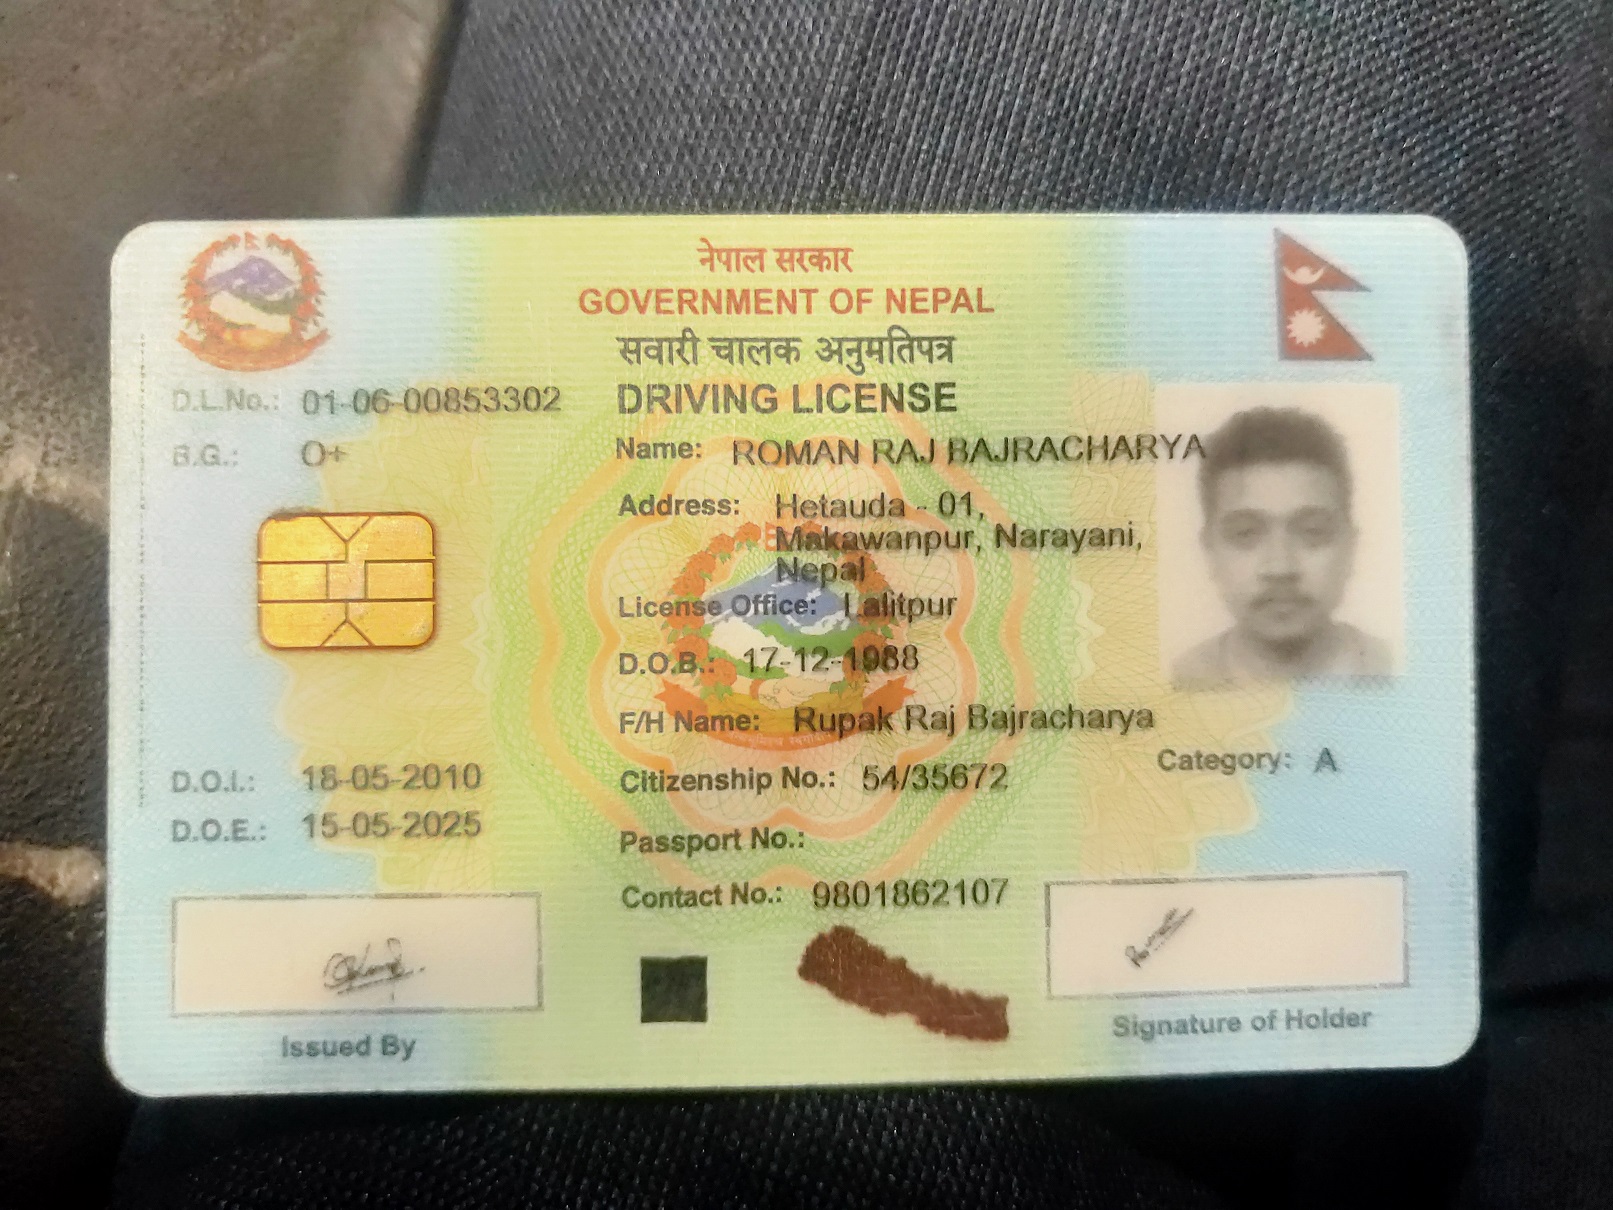 नेपाल सरकार
GOVERNMENT OF NEPAL
सवारी चालक अनुमतिपत्र
DRIVING LICENSE
D.L.No.: 01-06-00853302
B.G.: O+
Name: ROMAN RAJ BAJRACHARYA
Address: Hetauda - 01,
Makawanpur, Narayani,
Nepal
License Office: Lalitpur
D.O.B.: 17-12-1988
F/H Name: Rupak Raj Bajracharya
Category: A
D.O.I.: 18-05-2010
Citizenship No.: 54/35672
D.O.E.: 15-05-2025
Passport No.:
Contact No.: 9801862107
Issued By
Signature of Holder